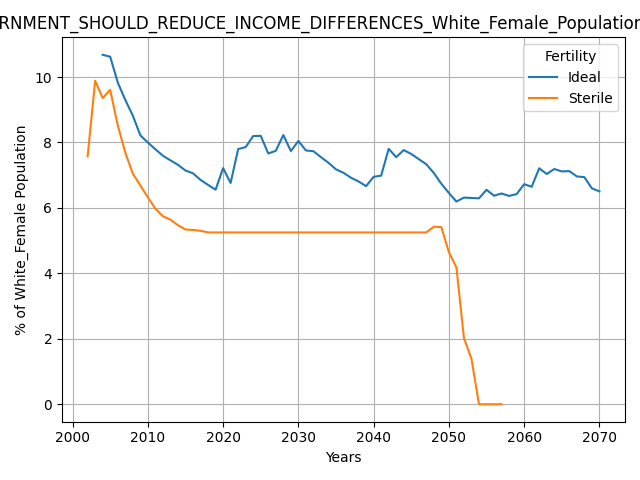 RNMENT_SHOULD_REDUCE_INCOME_DIFFERENCES_White_Female_Population
Fertility
Ideal
Sterile
% of White_Female Population
10
8
6
4
2
0
2000 2010 2020 2030 2040 2050 2060 2070
Years